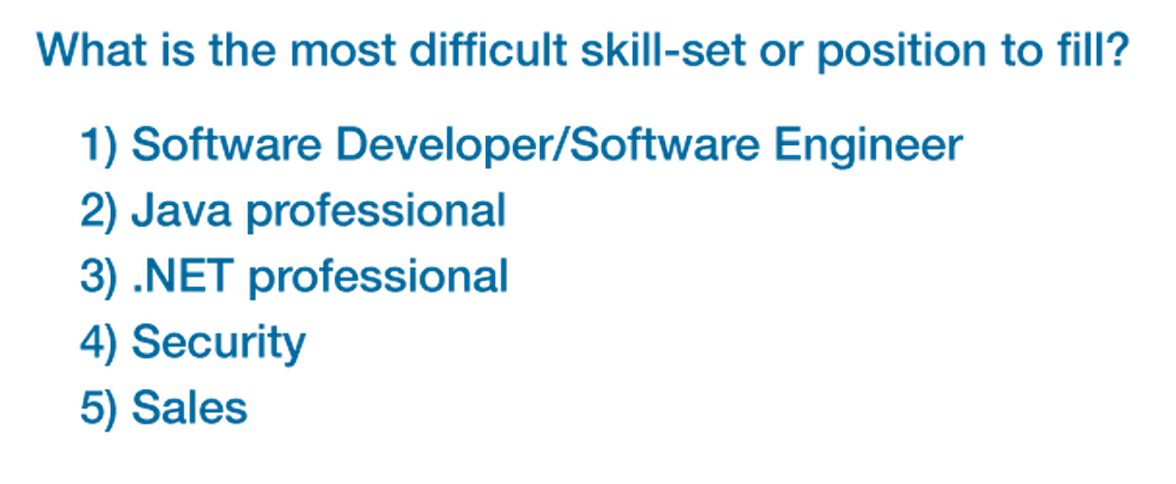 What is the most difficult skill-set or position to fill?
1) Software Developer/Software Engineer
2) Java professional
3) .NET professional
4) Security
5) Sales